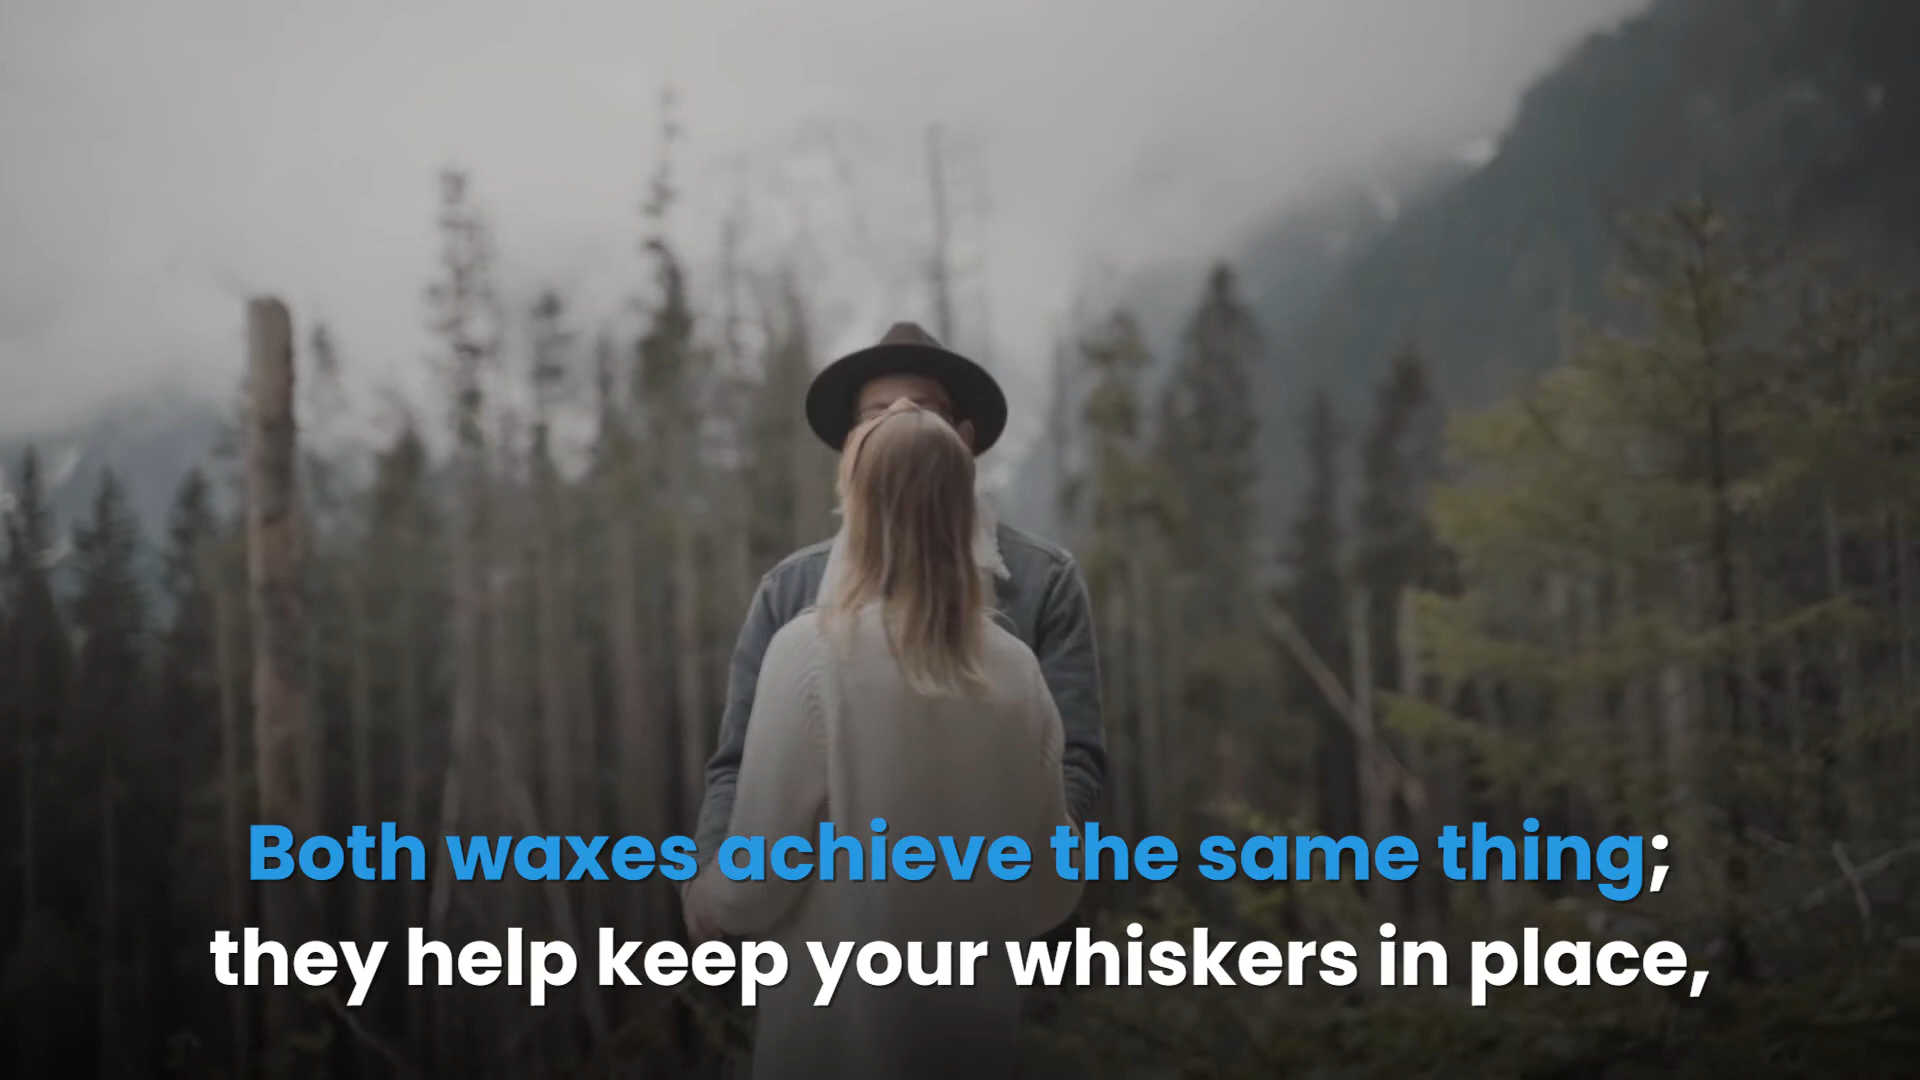 Both waxes achieve the same thing;
they help keep your whiskers in place,